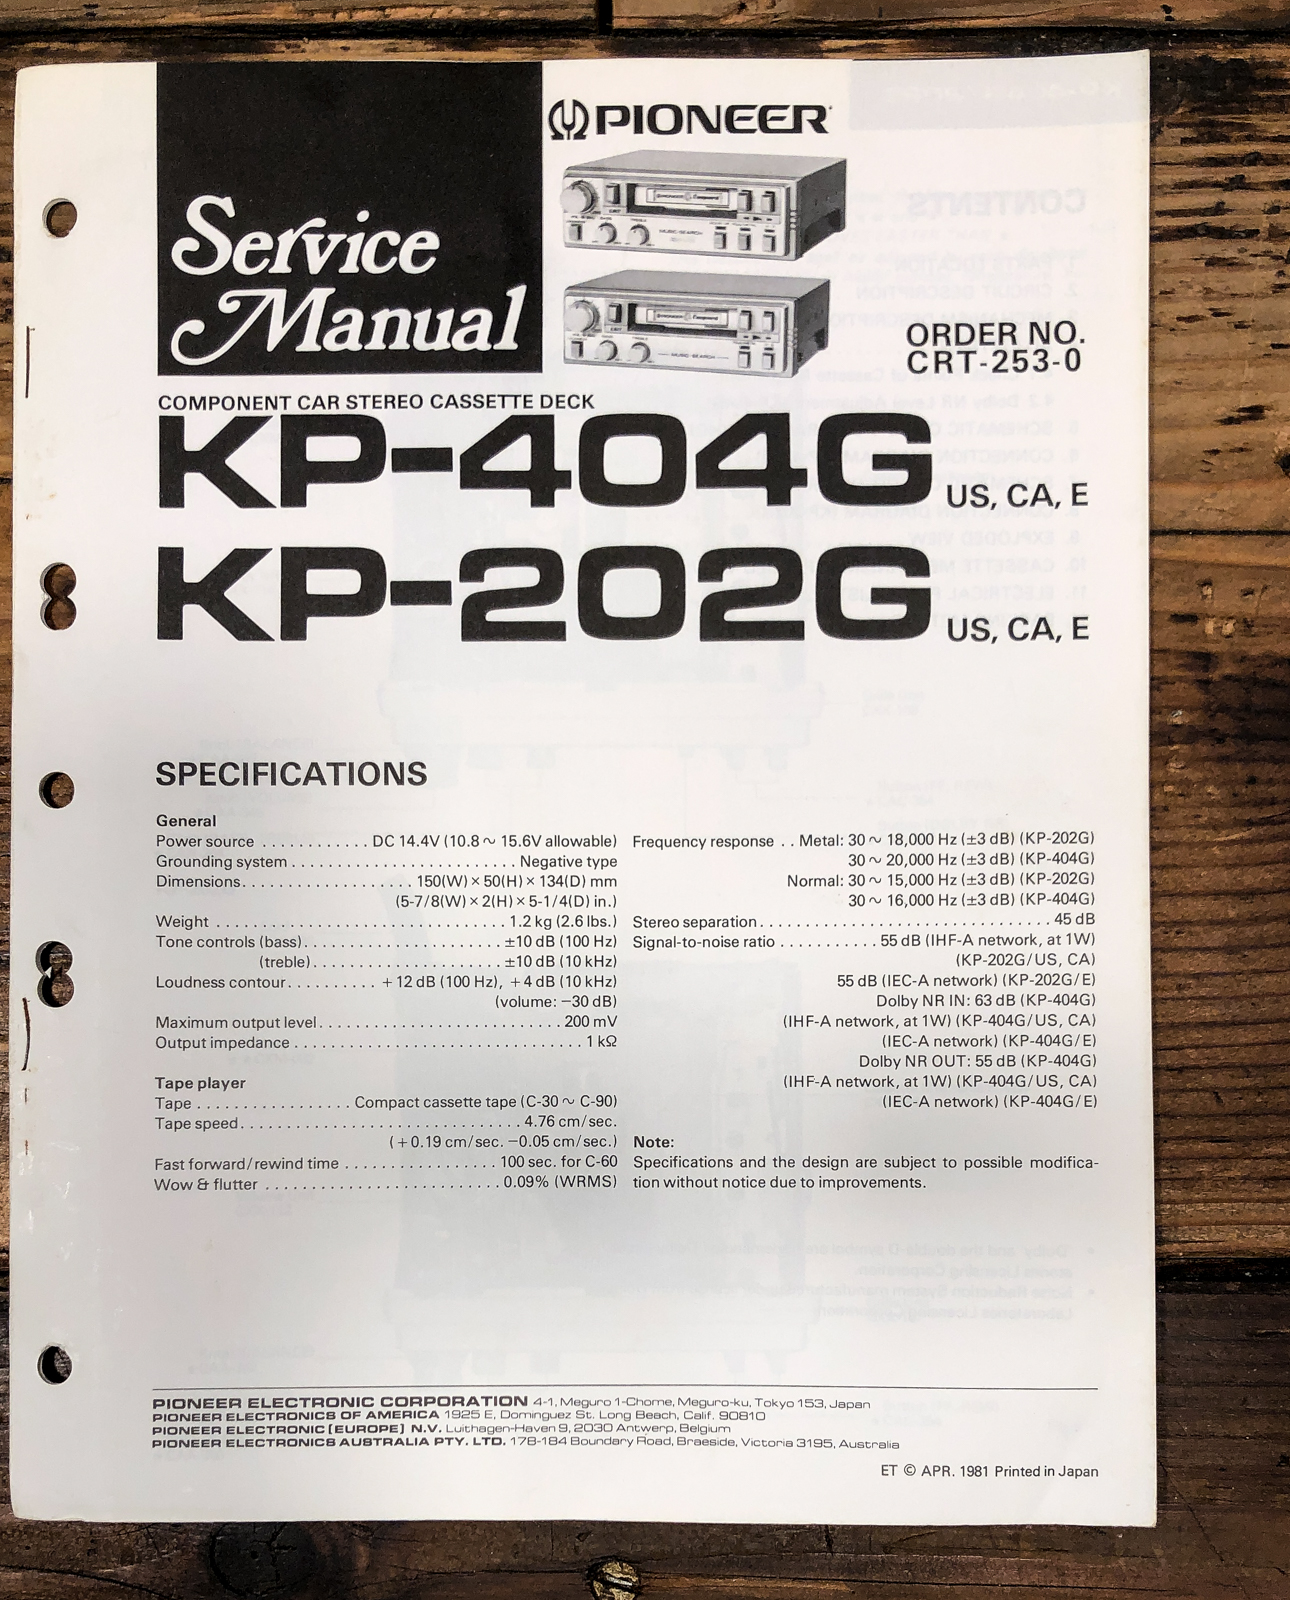 PIONEER
Service
Manual
ORDER NO.
CRT-253-0
COMPONENT CAR STEREO CASSETTE DECK
KP-404G US, CA, E
KP-202G US, CA, E
SPECIFICATIONS
General
Power source . . . . . . . . . . . DC 14.4V (10.8 ~ 15.6V allowable)
Grounding system . . . . . . . . . . . . . . . . . . . . . . . . Negative type
Dimensions. . . . . . . . . . . . . . . . . . 150(W) × 50(H) × 134(D) mm
(5-7/8(W) × 2(H) × 5-1/4(D) in.)
Weight . . . . . . . . . . . . . . . . . . . . . . . . . . . . . . 1.2 kg (2.6 lbs.)
Tone controls (bass). . . . . . . . . . . . . . . . . . . . . ±10 dB (100 Hz)
(treble). . . . . . . . . . . . . . . . . . . . ±10 dB (10 kHz)
Loudness contour. . . . . . . . . . +12 dB (100 Hz), +4 dB (10 kHz)
(volume: −30 dB)
Maximum output level. . . . . . . . . . . . . . . . . . . . . . . . . . 200 mV
Output impedance . . . . . . . . . . . . . . . . . . . . . . . . . . . . . . . 1 kΩ
Tape player
Tape . . . . . . . . . . . . . . . . . Compact cassette tape (C-30 ~ C-90)
Tape speed. . . . . . . . . . . . . . . . . . . . . . . . . . . . . . 4.76 cm/sec.
(+0.19 cm/sec. −0.05 cm/sec.)
Fast forward/rewind time . . . . . . . . . . . . . . . . 100 sec. for C-60
Wow & flutter . . . . . . . . . . . . . . . . . . . . . . . . . 0.09% (WRMS)
Frequency response . . Metal: 30 ~ 18,000 Hz (±3 dB) (KP-202G)
30 ~ 20,000 Hz (±3 dB) (KP-404G)
Normal: 30 ~ 15,000 Hz (±3 dB) (KP-202G)
30 ~ 16,000 Hz (±3 dB) (KP-404G)
Stereo separation. . . . . . . . . . . . . . . . . . . . . . . . . . . . . . . 45 dB
Signal-to-noise ratio . . . . . . . . . . . 55 dB (IHF-A network, at 1W)
(KP-202G/US, CA)
55 dB (IEC-A network) (KP-202G/E)
Dolby NR IN: 63 dB (KP-404G)
(IHF-A network, at 1W) (KP-404G/US, CA)
(IEC-A network) (KP-404G/E)
Dolby NR OUT: 55 dB (KP-404G)
(IHF-A network, at 1W) (KP-404G/US, CA)
(IEC-A network) (KP-404G/E)
Note:
Specifications and the design are subject to possible modifica-
tion without notice due to improvements.
PIONEER ELECTRONIC CORPORATION 4-1, Meguro 1-Chome, Meguro-ku, Tokyo 153, Japan
PIONEER ELECTRONICS OF AMERICA 1925 E, Dominguez St. Long Beach, Calif. 90810
PIONEER ELECTRONIC [EUROPE] N.V. Luithagen-Haven 9, 2030 Antwerp, Belgium
PIONEER ELECTRONICS AUSTRALIA PTY. LTD. 178-184 Boundary Road, Braeside, Victoria 3195, Australia
ET © APR. 1981 Printed in Japan